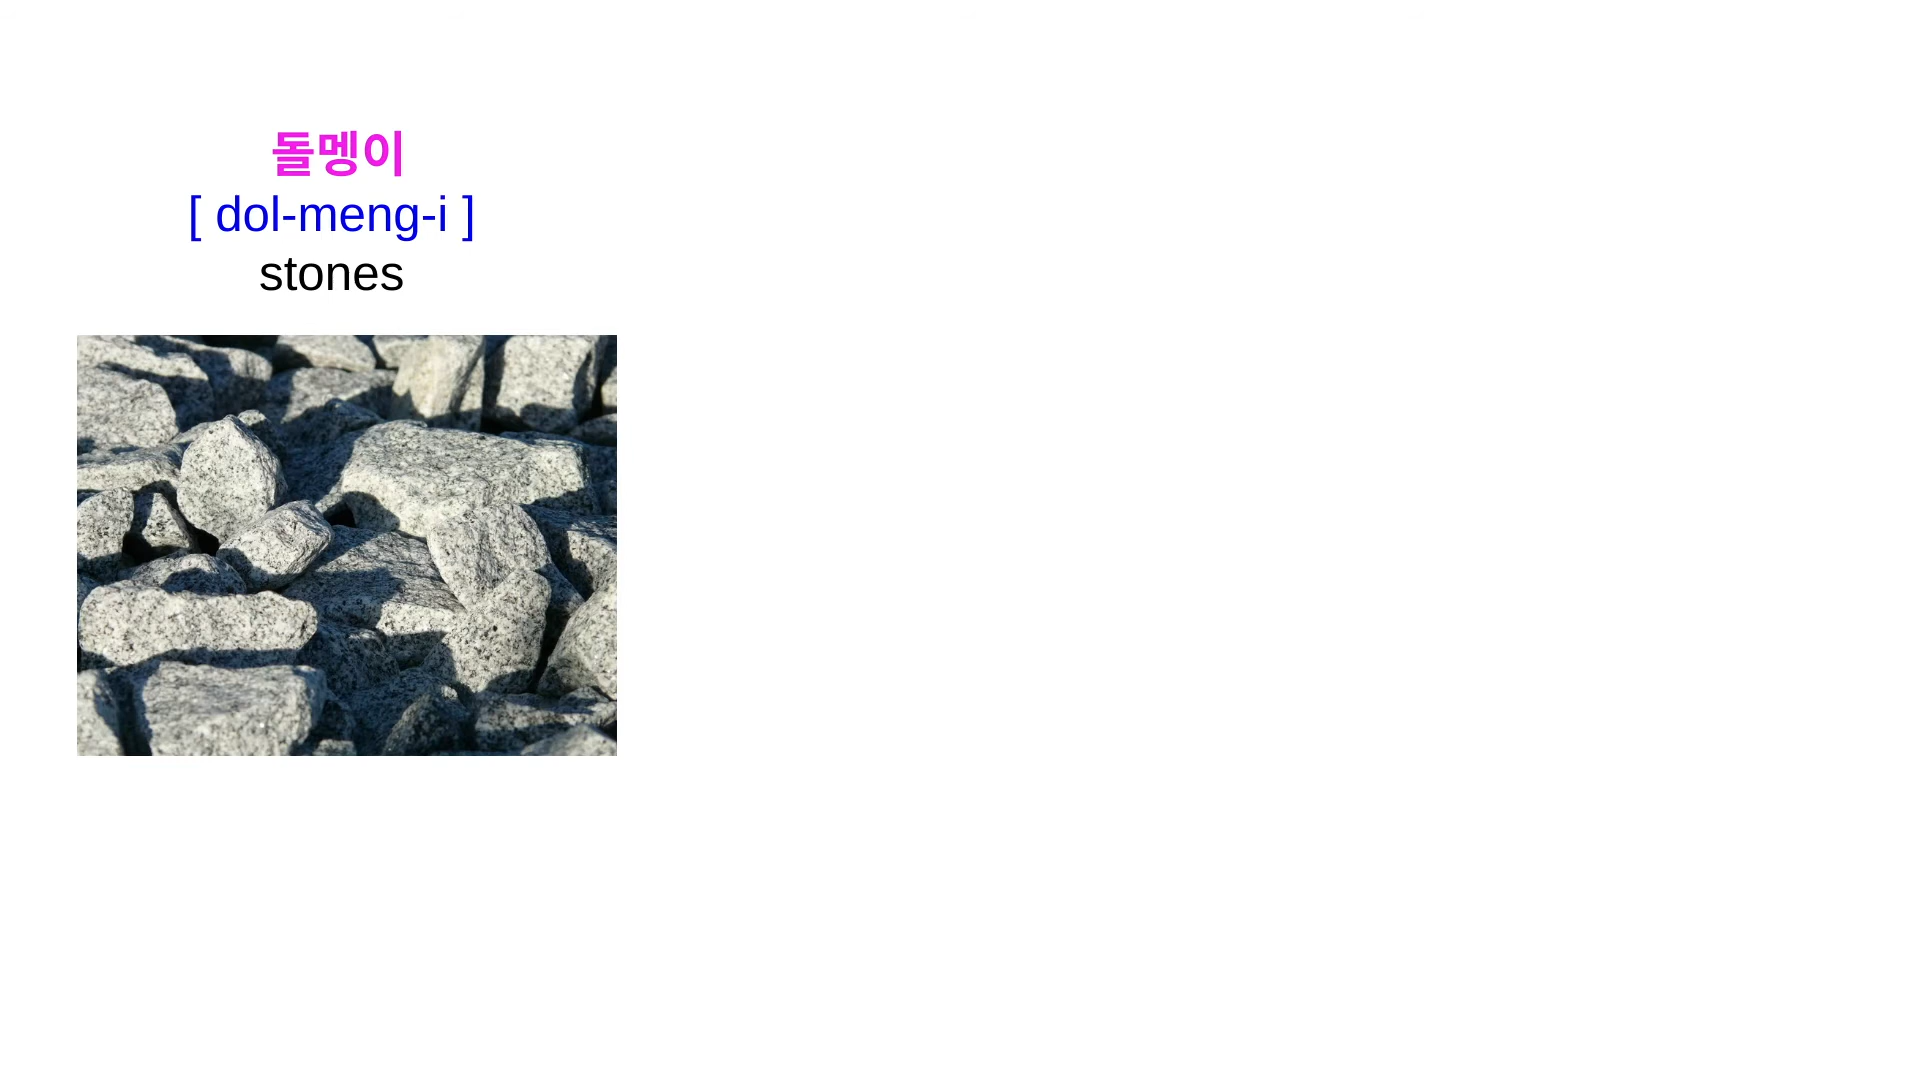 돌멩이
[ dol-meng-i ]
stones